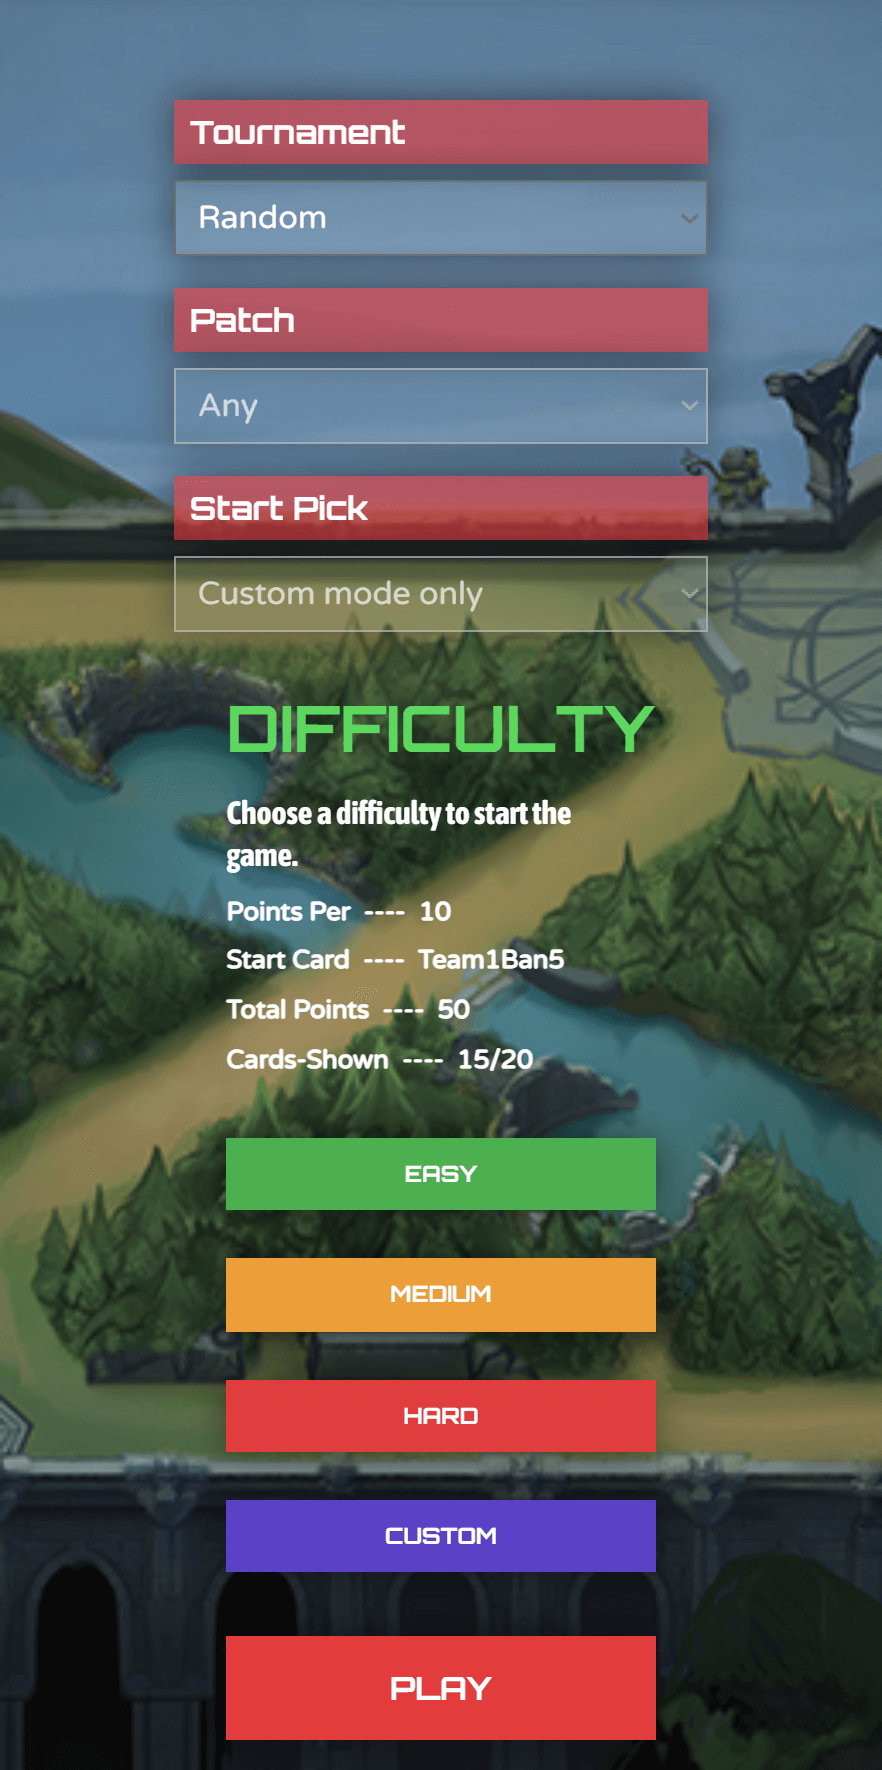 Tournament
Random
Patch
Any
Start Pick
Custom mode only
DIFFICULTY
Choose a difficulty to start the
game.
Points Per ---- 10
Start Card ---- Team1Ban5
Total Points ---- 50
Cards-Shown ---- 15/20
EASY
MEDIUM
HARD
CUSTOM
PLAY